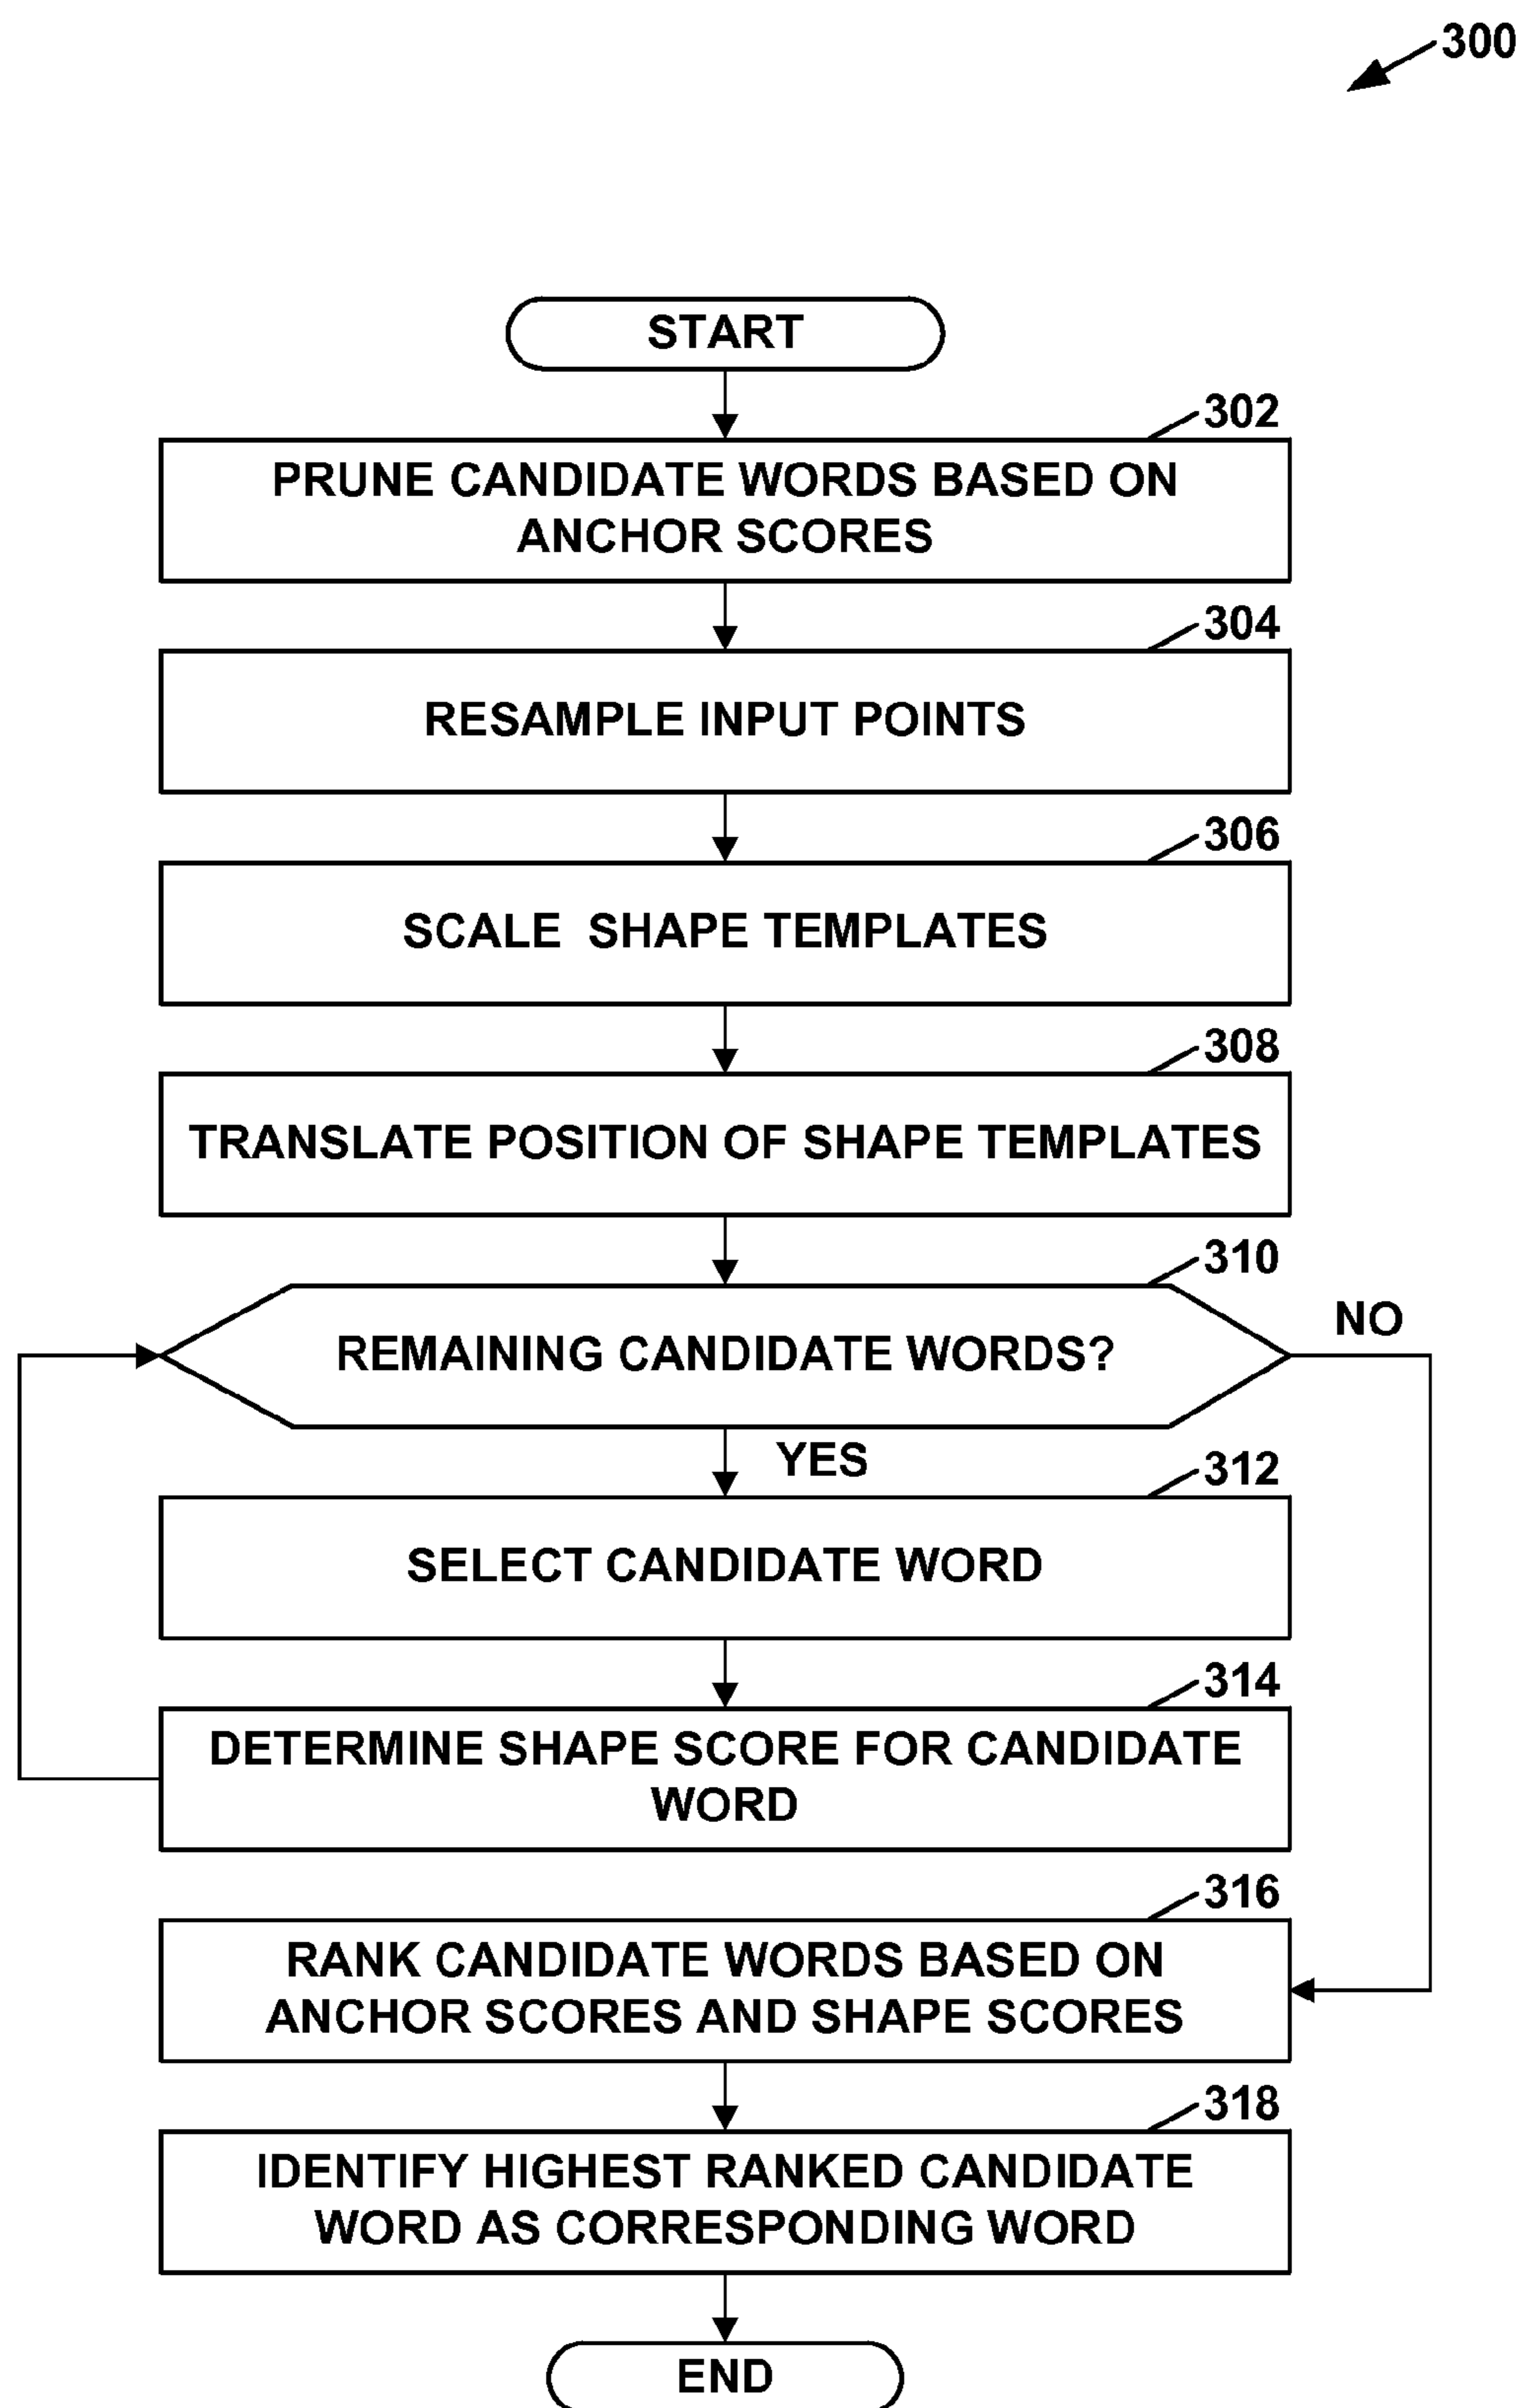 300
START
302
PRUNE CANDIDATE WORDS BASED ON
ANCHOR SCORES
304
RESAMPLE INPUT POINTS
306
SCALE SHAPE TEMPLATES
308
TRANSLATE POSITION OF SHAPE TEMPLATES
310
NO
REMAINING CANDIDATE WORDS?
YES
312
SELECT CANDIDATE WORD
314
DETERMINE SHAPE SCORE FOR CANDIDATE
WORD
316
RANK CANDIDATE WORDS BASED ON
ANCHOR SCORES AND SHAPE SCORES
318
IDENTIFY HIGHEST RANKED CANDIDATE
WORD AS CORRESPONDING WORD
END